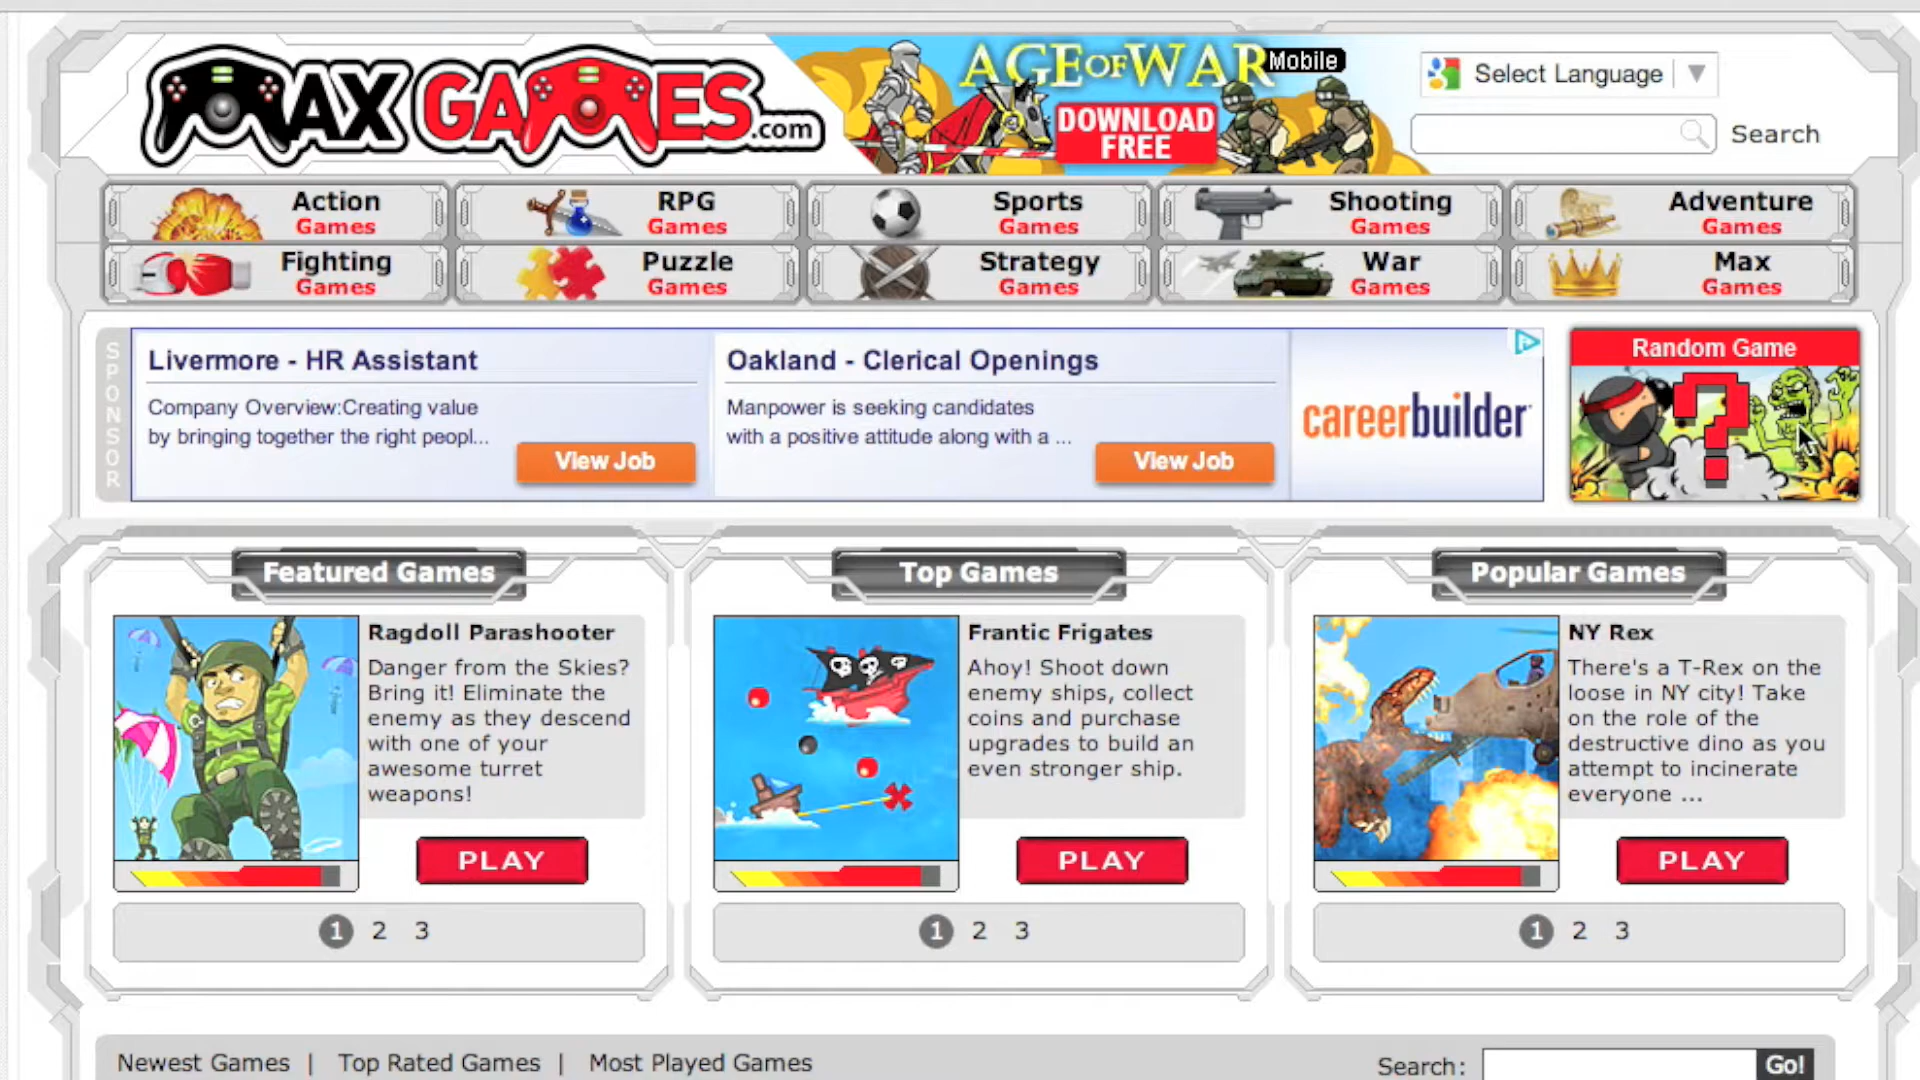 MAX GAMES.com
AGE OF WAR Mobile
DOWNLOAD
FREE
Select Language
Search
Action
Games
RPG
Games
Sports
Games
Shooting
Games
Adventure
Games
Fighting
Games
Puzzle
Games
Strategy
Games
War
Games
Max
Games
SPONSOR
Livermore - HR Assistant
Company Overview:Creating value
by bringing together the right peopl...
View Job
Oakland - Clerical Openings
Manpower is seeking candidates
with a positive attitude along with a ...
View Job
careerbuilder
Random Game
?
Featured Games
Ragdoll Parashooter
Danger from the Skies?
Bring it! Eliminate the
enemy as they descend
with one of your
awesome turret
weapons!
PLAY
1 2 3
Top Games
Frantic Frigates
Ahoy! Shoot down
enemy ships, collect
coins and purchase
upgrades to build an
even stronger ship.
PLAY
1 2 3
Popular Games
NY Rex
There's a T-Rex on the
loose in NY city! Take
on the role of the
destructive dino as you
attempt to incinerate
everyone ...
PLAY
1 2 3
Newest Games | Top Rated Games | Most Played Games
Search: Go!